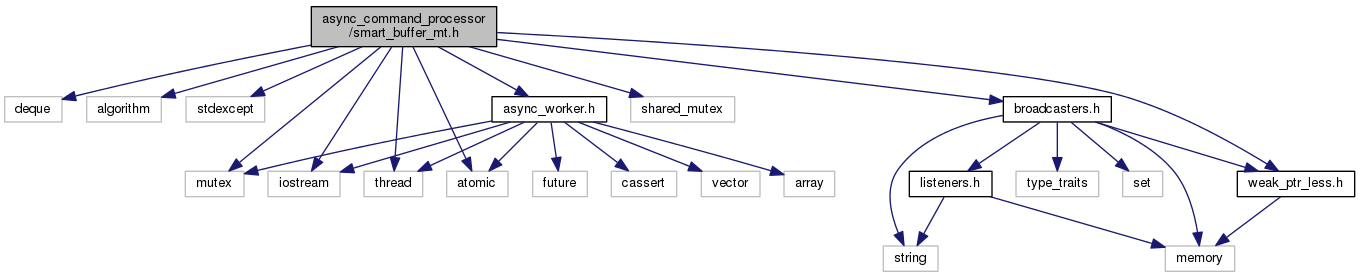 async_command_processor
/smart_buffer_mt.h
deque
algorithm
stdexcept
async_worker.h
shared_mutex
broadcasters.h
mutex
iostream
thread
atomic
future
cassert
vector
array
listeners.h
type_traits
set
weak_ptr_less.h
string
memory